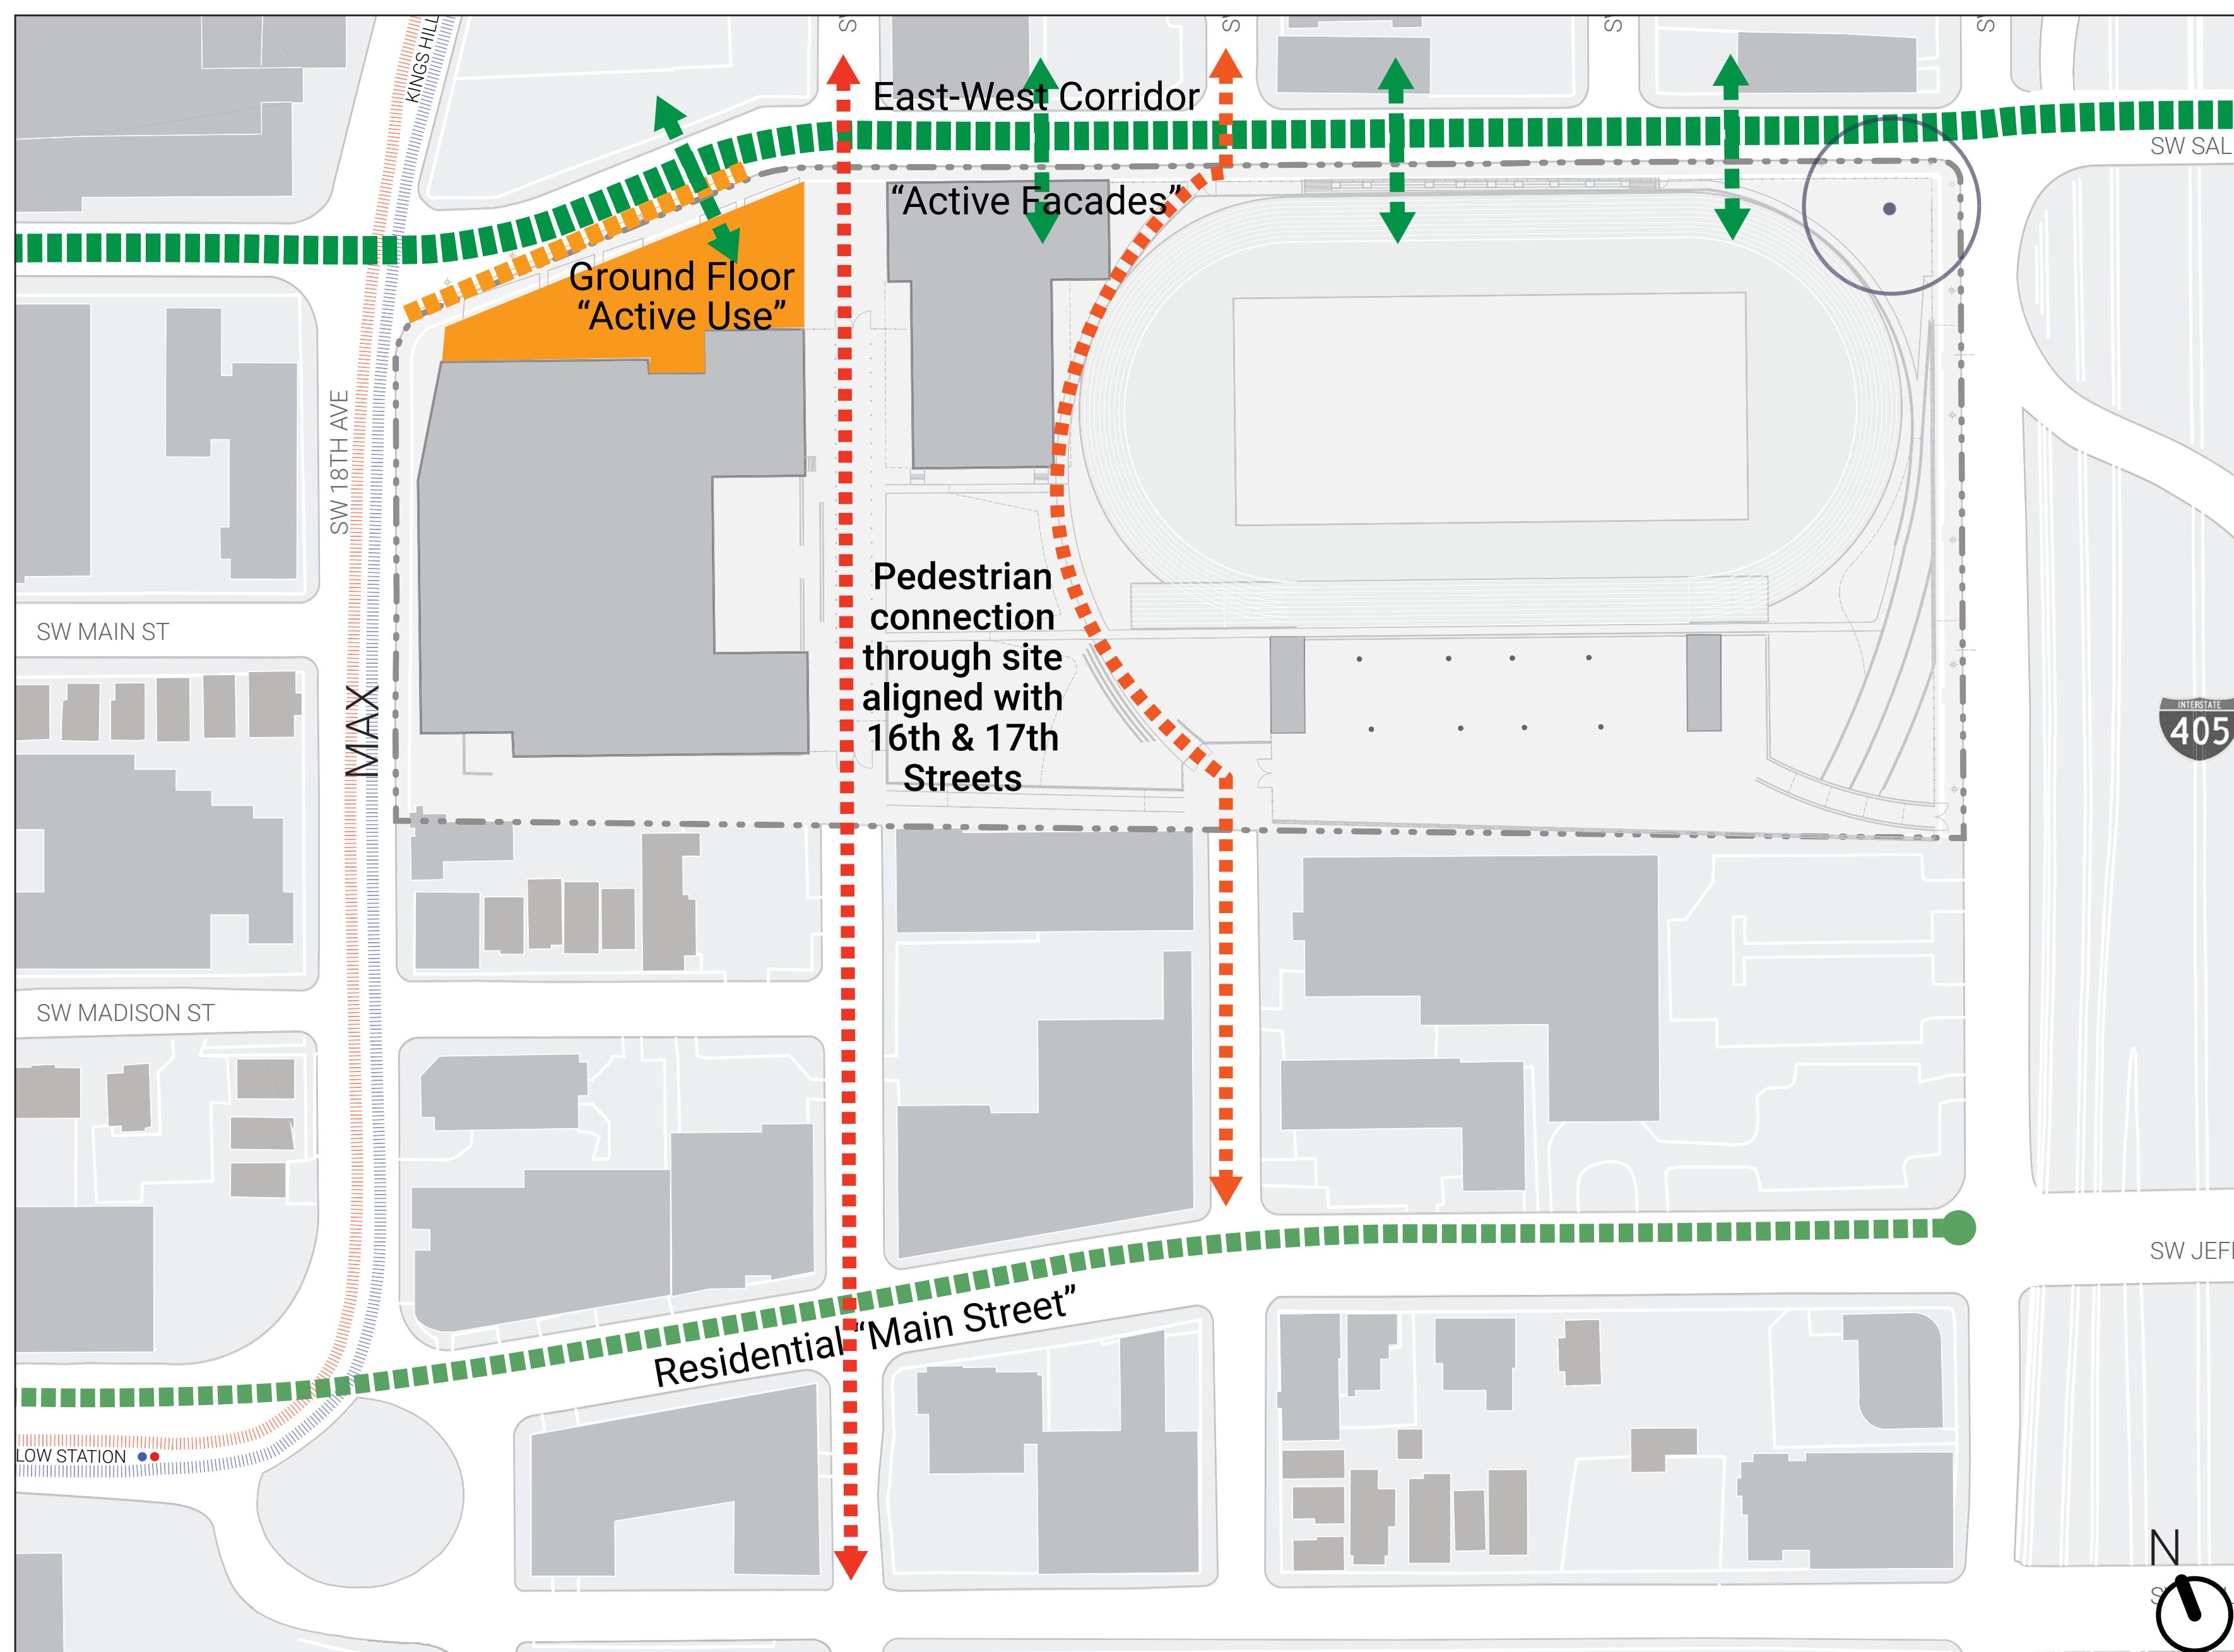 KINGS HILL
East-West Corridor
SW SAL
“Active Facades”
Ground Floor
“Active Use”
SW 18TH AVE
Pedestrian
connection
through site
aligned with
16th & 17th
Streets
SW MAIN ST
MAX
INTERSTATE
405
SW MADISON ST
SW JEF
Residential “Main Street”
LOW STATION
N